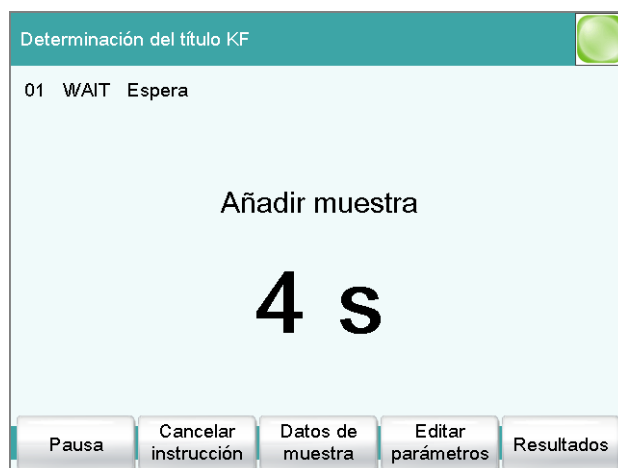 Determinación del título KF
01 WAIT Espera
Añadir muestra
4 s
Pausa
Cancelar
instrucción
Datos de
muestra
Editar
parámetros
Resultados